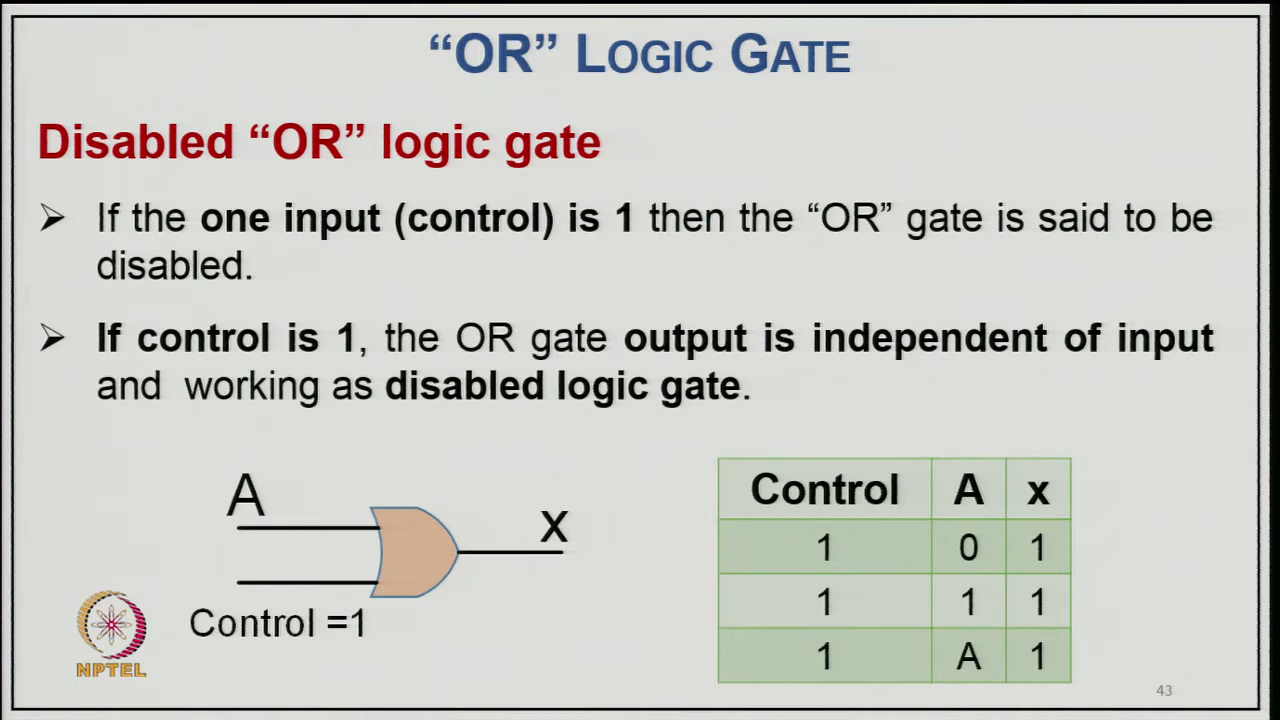 “OR” LOGIC GATE
Disabled “OR” logic gate
➢ If the one input (control) is 1 then the “OR” gate is said to be
disabled.
➢ If control is 1, the OR gate output is independent of input
and working as disabled logic gate.
A
x
Control =1
Control A x
1 0 1
1 1 1
1 A 1
NPTEL
43